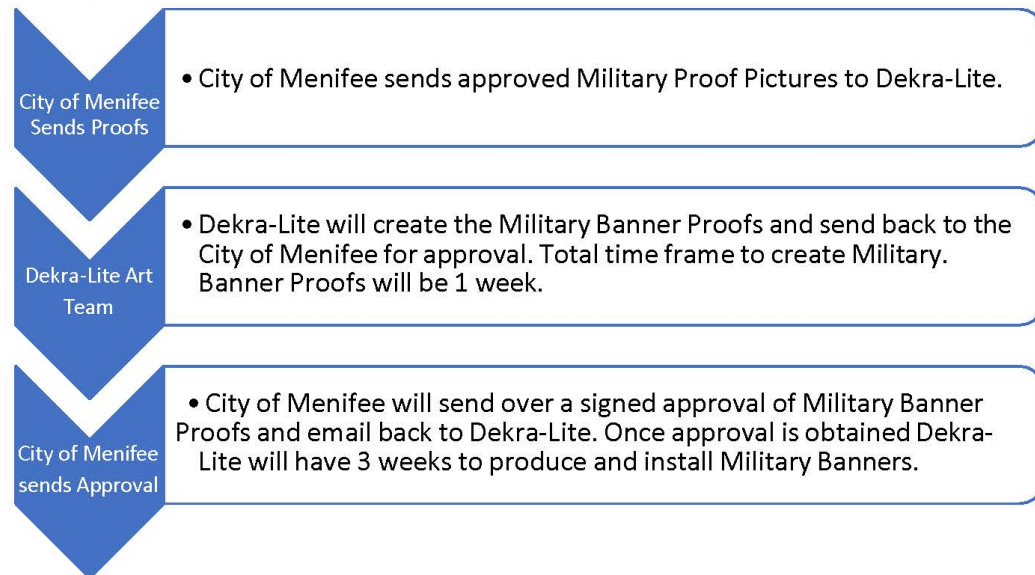 City of Menifee
Sends Proofs
• City of Menifee sends approved Military Proof Pictures to Dekra-Lite.
Dekra-Lite Art
Team
• Dekra-Lite will create the Military Banner Proofs and send back to the
City of Menifee for approval. Total time frame to create Military.
Banner Proofs will be 1 week.
City of Menifee
sends Approval
• City of Menifee will send over a signed approval of Military Banner
Proofs and email back to Dekra-Lite. Once approval is obtained Dekra-
Lite will have 3 weeks to produce and install Military Banners.